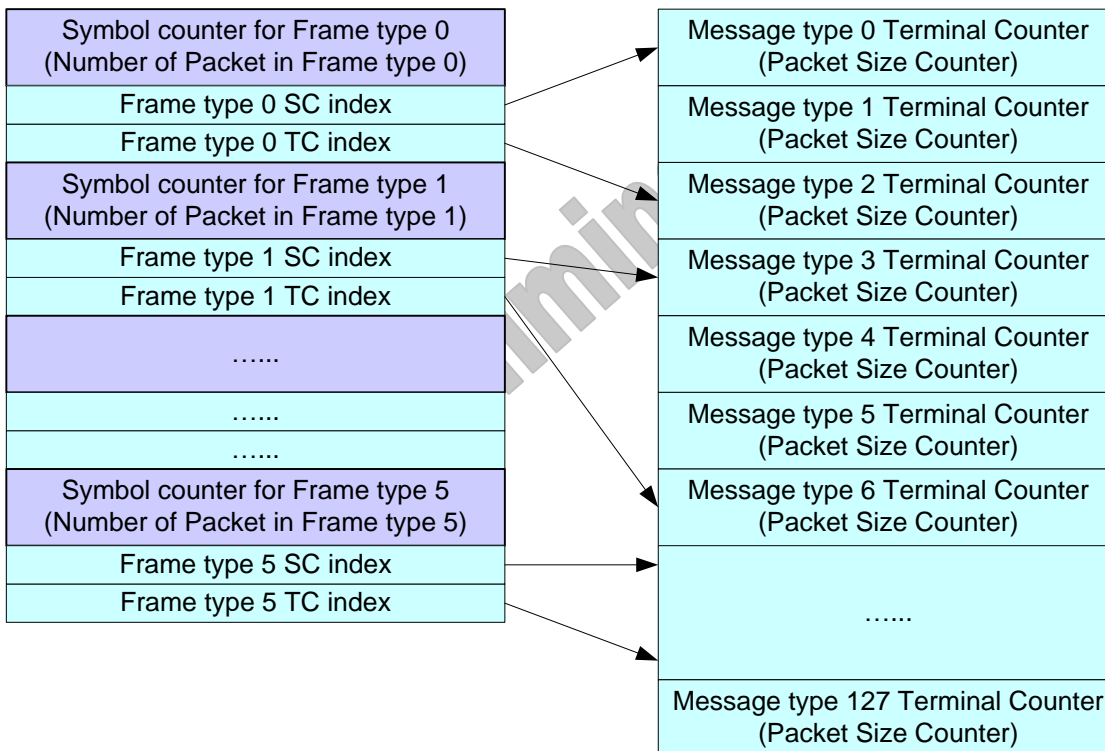 Symbol counter for Frame type 0
(Number of Packet in Frame type 0)
Frame type 0 SC index
Frame type 0 TC index
Symbol counter for Frame type 1
(Number of Packet in Frame type 1)
Frame type 1 SC index
Frame type 1 TC index
…...
…...
…...
Symbol counter for Frame type 5
(Number of Packet in Frame type 5)
Frame type 5 SC index
Frame type 5 TC index
Message type 0 Terminal Counter
(Packet Size Counter)
Message type 1 Terminal Counter
(Packet Size Counter)
Message type 2 Terminal Counter
(Packet Size Counter)
Message type 3 Terminal Counter
(Packet Size Counter)
Message type 4 Terminal Counter
(Packet Size Counter)
Message type 5 Terminal Counter
(Packet Size Counter)
Message type 6 Terminal Counter
(Packet Size Counter)
…...
Message type 127 Terminal Counter
(Packet Size Counter)